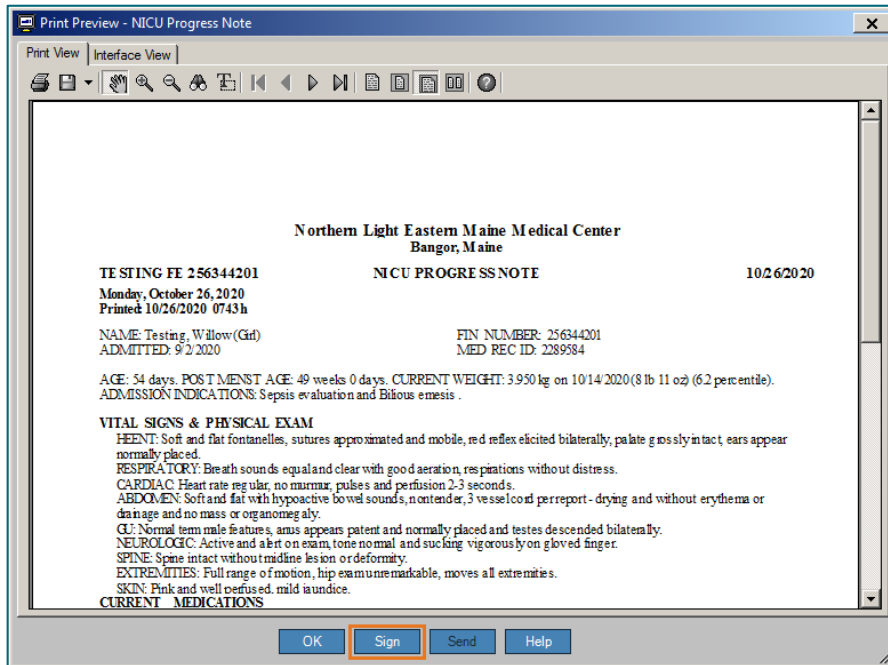 Print Preview - NICU Progress Note
Print View Interface View
Northern Light Eastern Maine Medical Center
Bangor, Maine
TESTING FE 256344201 NICU PROGRESS NOTE 10/26/2020
Monday, October 26, 2020
Printed: 10/26/2020 0743 h
NAME: Testing, Willow (Girl) FIN NUMBER: 256344201
ADMITTED: 9/2/2020 MED REC ID: 2289584
AGE: 54 days. POST MENST AGE: 49 weeks 0 days. CURRENT WEIGHT: 3.950 kg on 10/14/2020 (8 lb 11 oz) (6.2 percentile).
ADMISSION INDICATIONS: Sepsis evaluation and Bilious emesis .
VITAL SIGNS & PHYSICAL EXAM
HEENT: Soft and flat fontanelles, sutures approximated and mobile, red reflex elicited bilaterally, palate grossly intact, ears appear
normally placed.
RESPIRATORY: Breath sounds equal and clear with good aeration, respirations without distress.
CARDIAC: Heart rate regular, no murmur, pulses and perfusion 2-3 seconds.
ABDOMEN: Soft and flat with hypoactive bowel sounds, nontender, 3 vessel cord per report - drying and without erythema or
drainage and no mass or organomegaly.
GU: Normal term male features, anus appears patent and normally placed and testes descended bilaterally.
NEUROLOGIC: Active and alert on exam, tone normal and sucking vigorously on gloved finger.
SPINE: Spine intact without midline lesion or deformity.
EXTREMITIES: Full range of motion, hip exam unremarkable, moves all extremities.
SKIN: Pink and well perfused, mild jaundice.
CURRENT MEDICATIONS
OK Sign Send Help